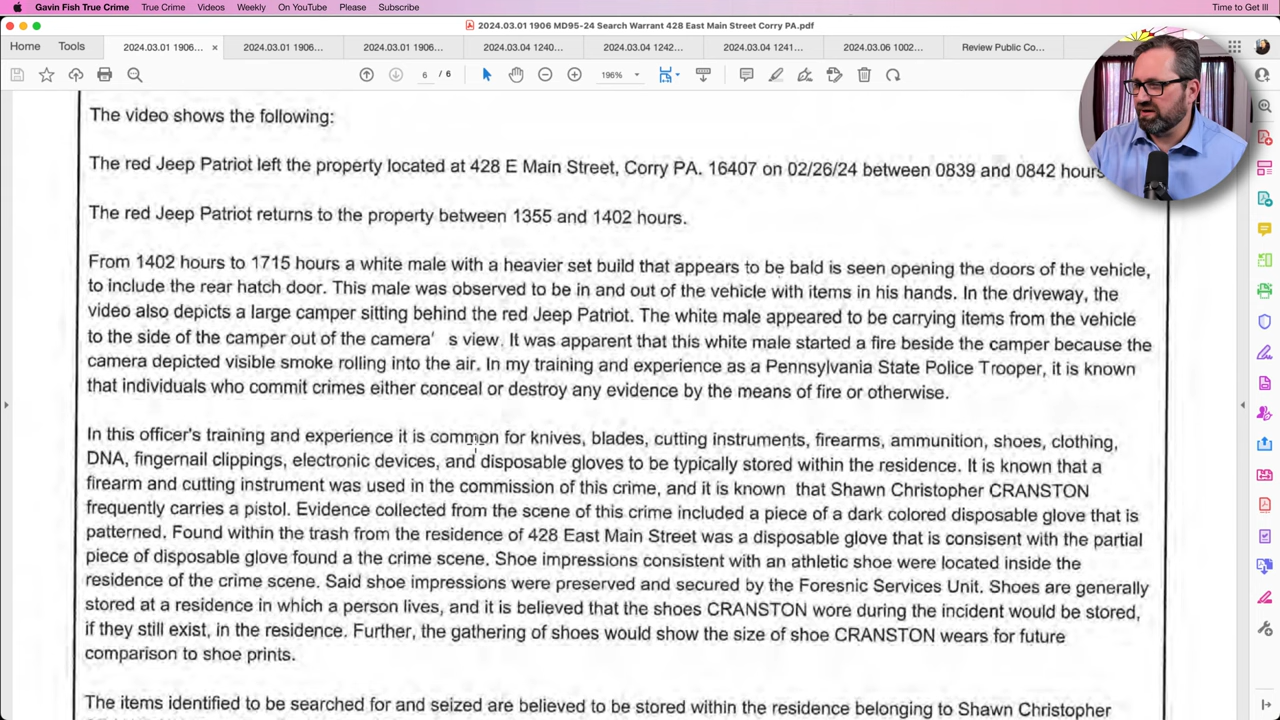 Gavin Fish True Crime True Crime Videos Weekly On YouTube Please Subscribe Time to Get Ill
2024.03.01 1906 MD95-24 Search Warrant 428 East Main Street Corry PA.pdf
Home Tools 2024.03.01 1906... × 2024.03.01 1906... 2024.03.01 1906... 2024.03.04 1240... 2024.03.04 1242... 2024.03.04 1241... 2024.03.06 1002... Review Public Co...
6 / 6 196%
The video shows the following:
The red Jeep Patriot left the property located at 428 E Main Street, Corry PA. 16407 on 02/26/24 between 0839 and 0842 hours
The red Jeep Patriot returns to the property between 1355 and 1402 hours.
From 1402 hours to 1715 hours a white male with a heavier set build that appears to be bald is seen opening the doors of the vehicle,
to include the rear hatch door. This male was observed to be in and out of the vehicle with items in his hands. In the driveway, the
video also depicts a large camper sitting behind the red Jeep Patriot. The white male appeared to be carrying items from the vehicle
to the side of the camper out of the camera' s view. It was apparent that this white male started a fire beside the camper because the
camera depicted visible smoke rolling into the air. In my training and experience as a Pennsylvania State Police Trooper, it is known
that individuals who commit crimes either conceal or destroy any evidence by the means of fire or otherwise.
In this officer's training and experience it is common for knives, blades, cutting instruments, firearms, ammunition, shoes, clothing,
DNA, fingernail clippings, electronic devices, and disposable gloves to be typically stored within the residence. It is known that a
firearm and cutting instrument was used in the commission of this crime, and it is known that Shawn Christopher CRANSTON
frequently carries a pistol. Evidence collected from the scene of this crime included a piece of a dark colored disposable glove that is
patterned. Found within the trash from the residence of 428 East Main Street was a disposable glove that is consisent with the partial
piece of disposable glove found a the crime scene. Shoe impressions consistent with an athletic shoe were located inside the
residence of the crime scene. Said shoe impressions were preserved and secured by the Foresnic Services Unit. Shoes are generally
stored at a residence in which a person lives, and it is believed that the shoes CRANSTON wore during the incident would be stored,
if they still exist, in the residence. Further, the gathering of shoes would show the size of shoe CRANSTON wears for future
comparison to shoe prints.
The items identified to be searched for and seized are believed to be stored within the residence belonging to Shawn Christopher